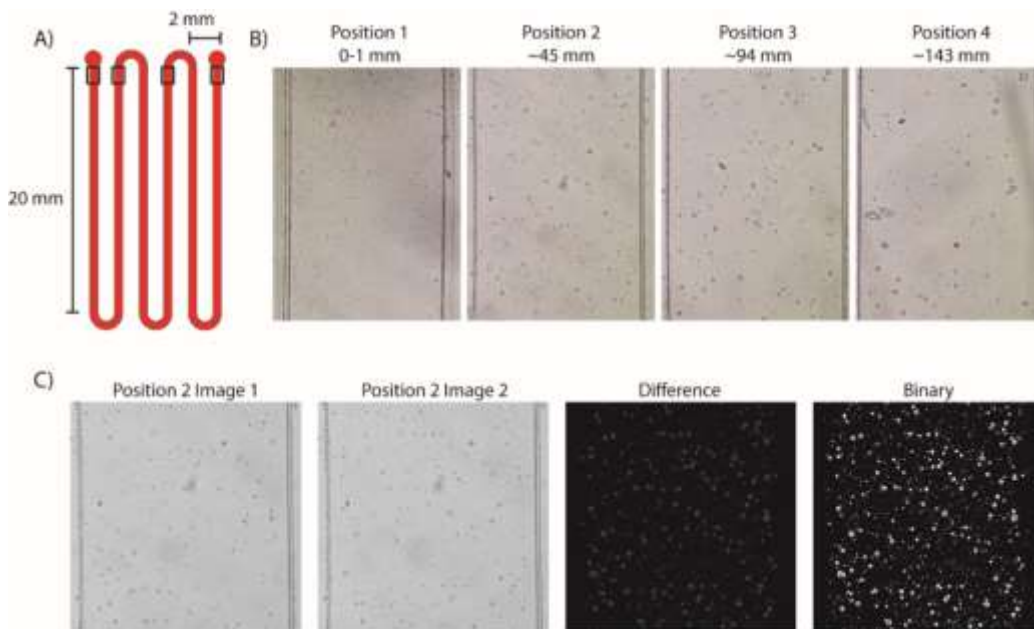 A)
2 mm
20 mm
B)
Position 1
0-1 mm
Position 2
~45 mm
Position 3
~94 mm
Position 4
~143 mm
C)
Position 2 Image 1
Position 2 Image 2
Difference
Binary